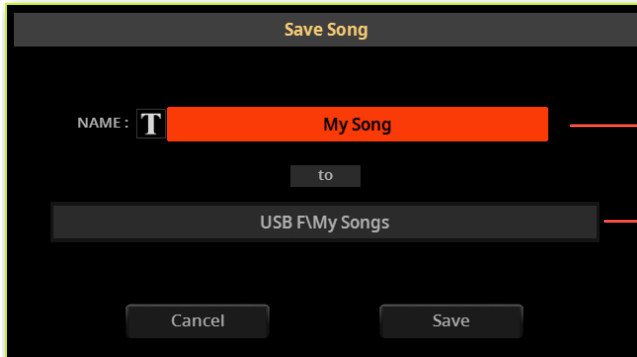 Save Song
NAME : T My Song
to
USB F\My Songs
Cancel Save